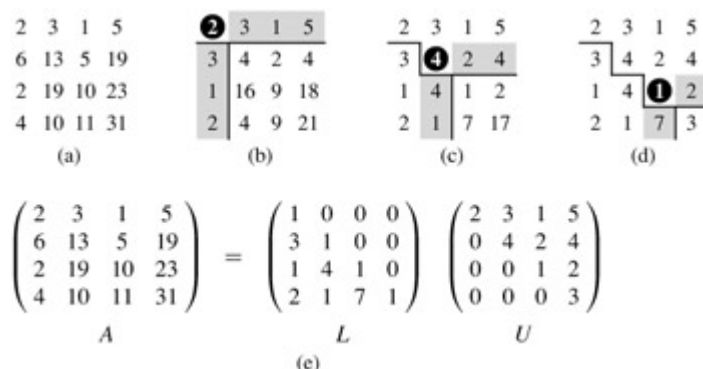 2 3 1 5
6 13 5 19
2 19 10 23
4 10 11 31
(a)
2 3 1 5
3 4 2 4
1 16 9 18
2 4 9 21
(b)
2 3 1 5
3 4 2 4
1 4 1 2
2 1 7 17
(c)
2 3 1 5
3 4 2 4
1 4 1 2
2 1 7 3
(d)
2 3 1 5
6 13 5 19
2 19 10 23
4 10 11 31
A
=
1 0 0 0
3 1 0 0
1 4 1 0
2 1 7 1
L
2 3 1 5
0 4 2 4
0 0 1 2
0 0 0 3
U
(e)